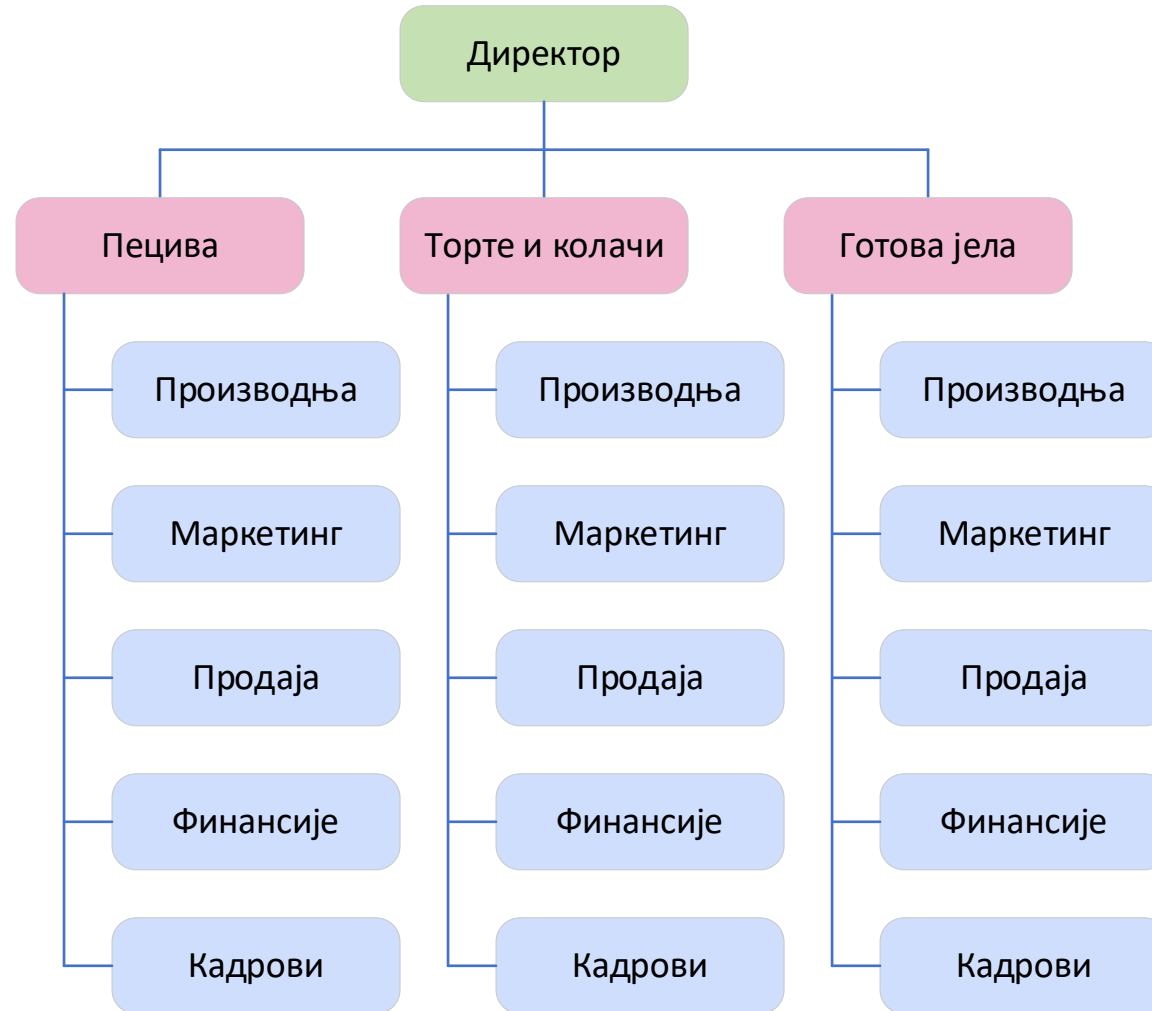 Директор
Пецива
Торте и колачи
Готова јела
Производња
Производња
Производња
Маркетинг
Маркетинг
Маркетинг
Продаја
Продаја
Продаја
Финансије
Финансије
Финансије
Кадрови
Кадрови
Кадрови